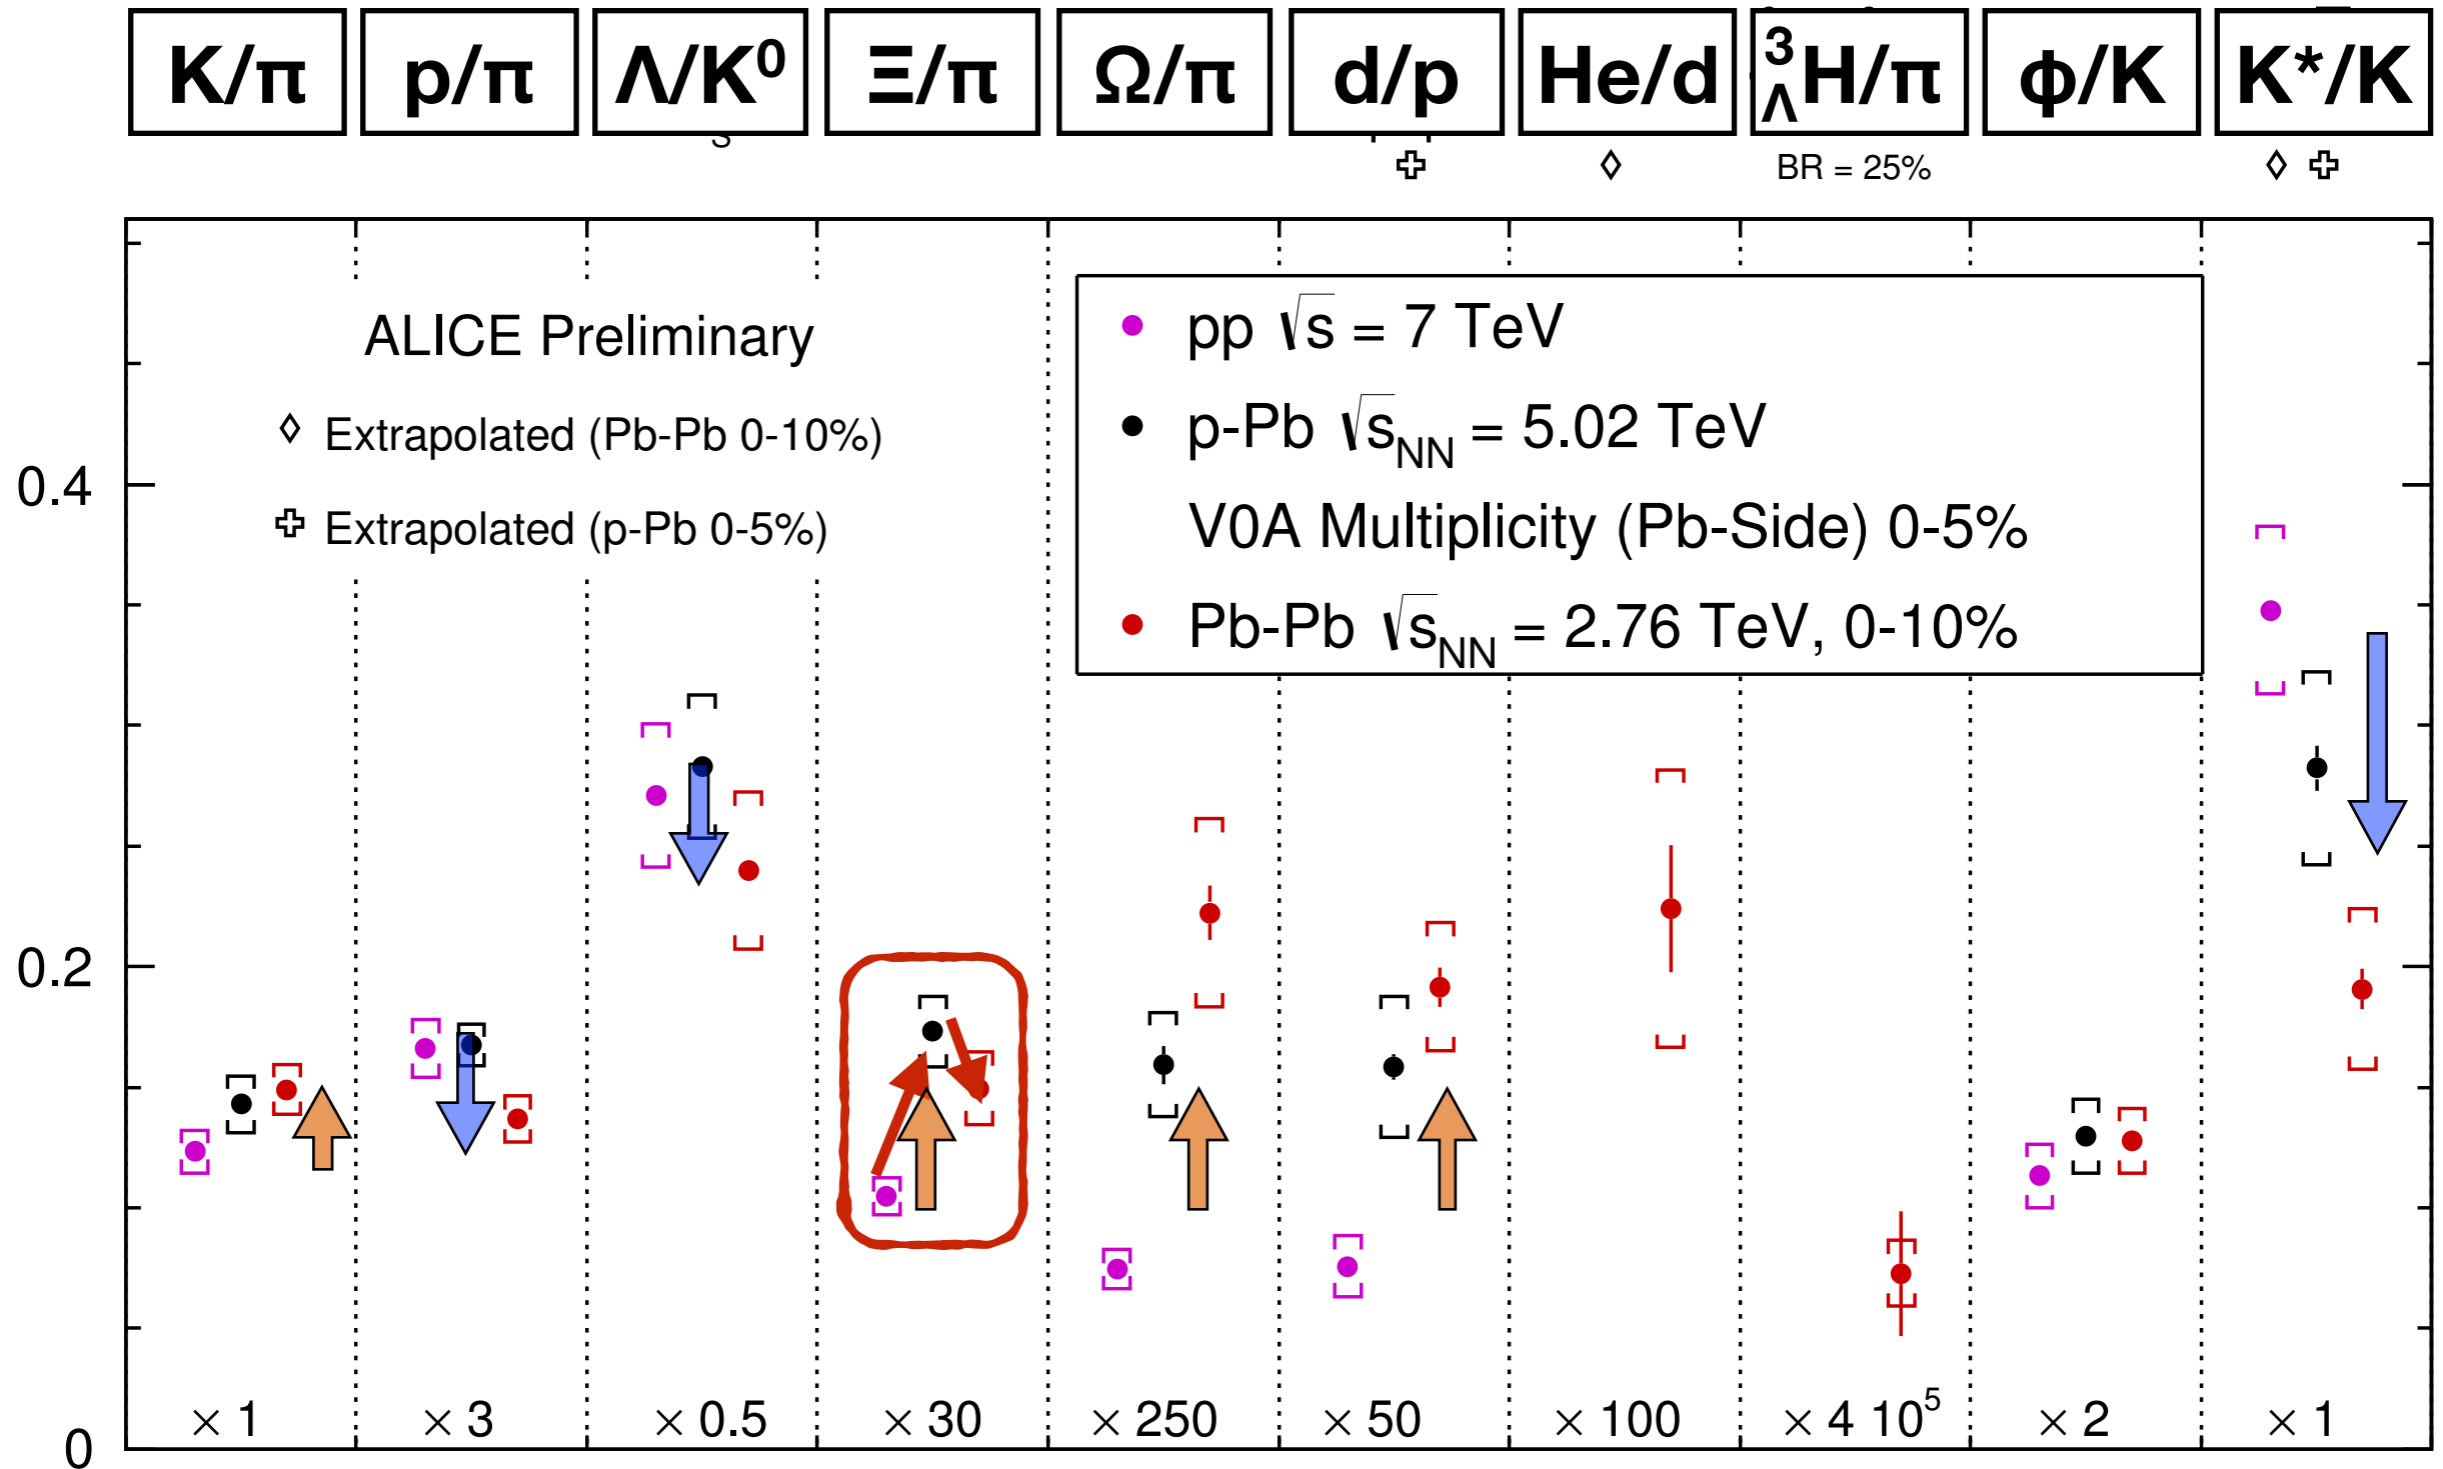 K/π p/π Λ/K⁰ Ξ/π Ω/π d/p He/d ³ΛH/π ϕ/K K*/K
s
BR = 25%
ALICE Preliminary
Extrapolated (Pb-Pb 0-10%)
Extrapolated (p-Pb 0-5%)
pp √s = 7 TeV
p-Pb √sNN = 5.02 TeV
V0A Multiplicity (Pb-Side) 0-5%
Pb-Pb √sNN = 2.76 TeV, 0-10%
0.4
0.2
0
× 1 × 3 × 0.5 × 30 × 250 × 50 × 100 × 4 10⁵ × 2 × 1